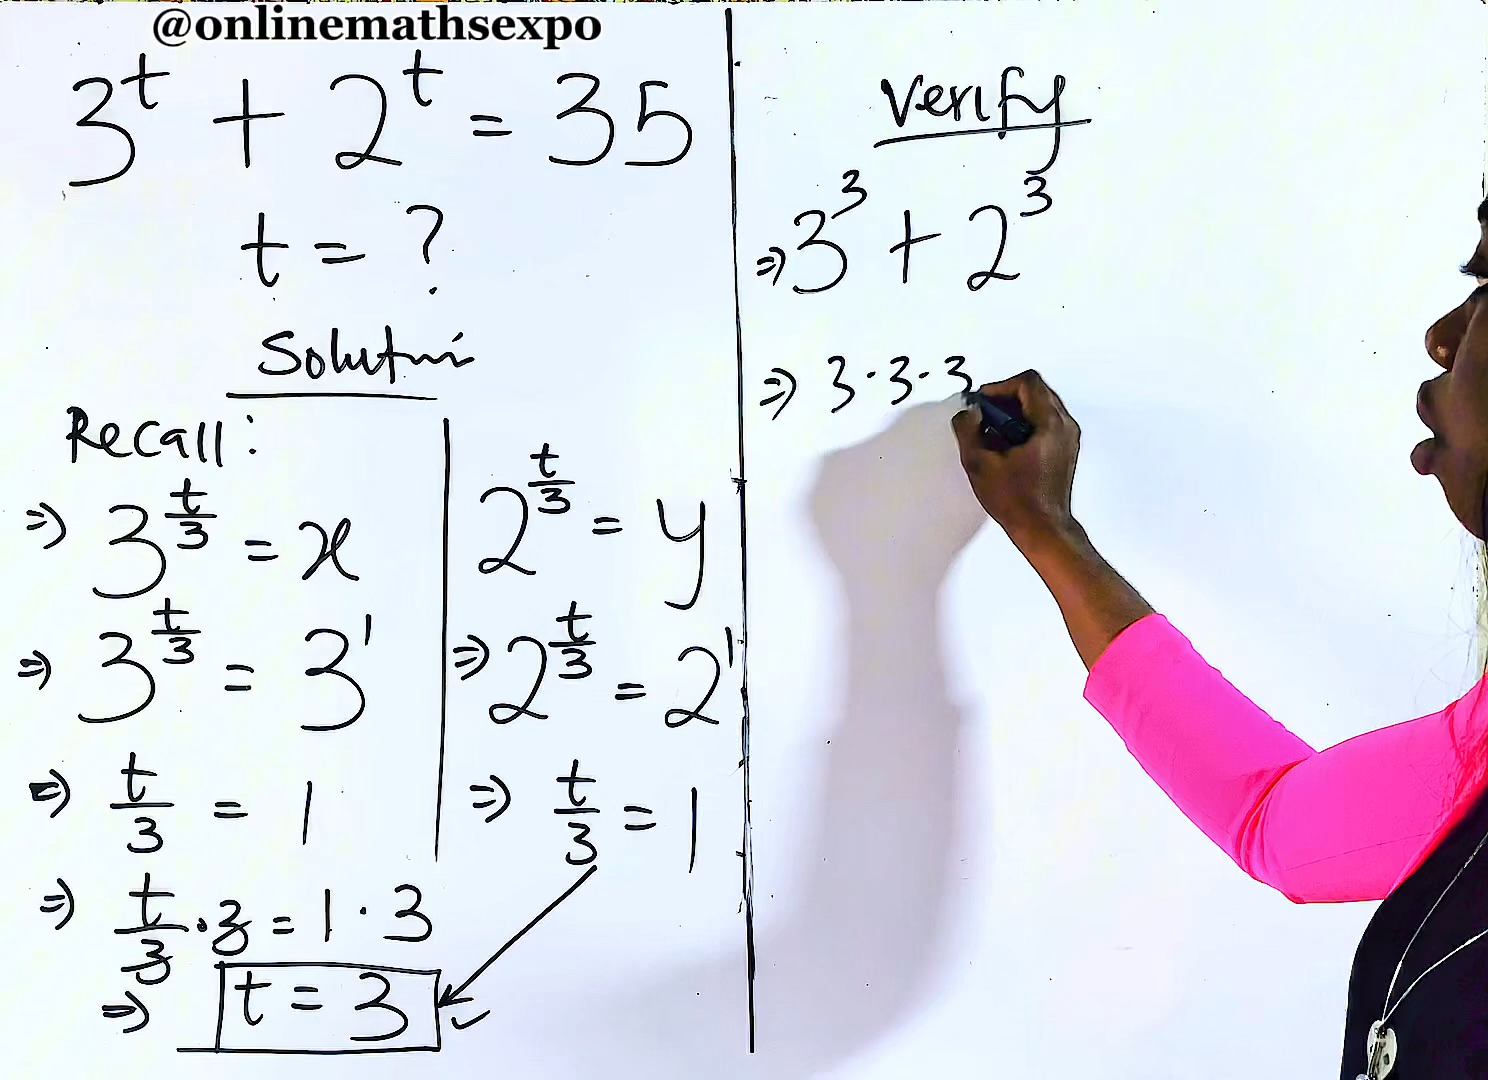 @onlinemathsexpo
3^t + 2^t = 35
t = ?
Solution
Recall:
⇒ 3^(t/3) = x
⇒ 3^(t/3) = 3^1
⇒ t/3 = 1
⇒ t/3 · 3 = 1 · 3
⇒ t = 3
2^(t/3) = y
⇒ 2^(t/3) = 2^1
⇒ t/3 = 1
Verify
⇒ 3^3 + 2^3
⇒ 3 · 3 · 3